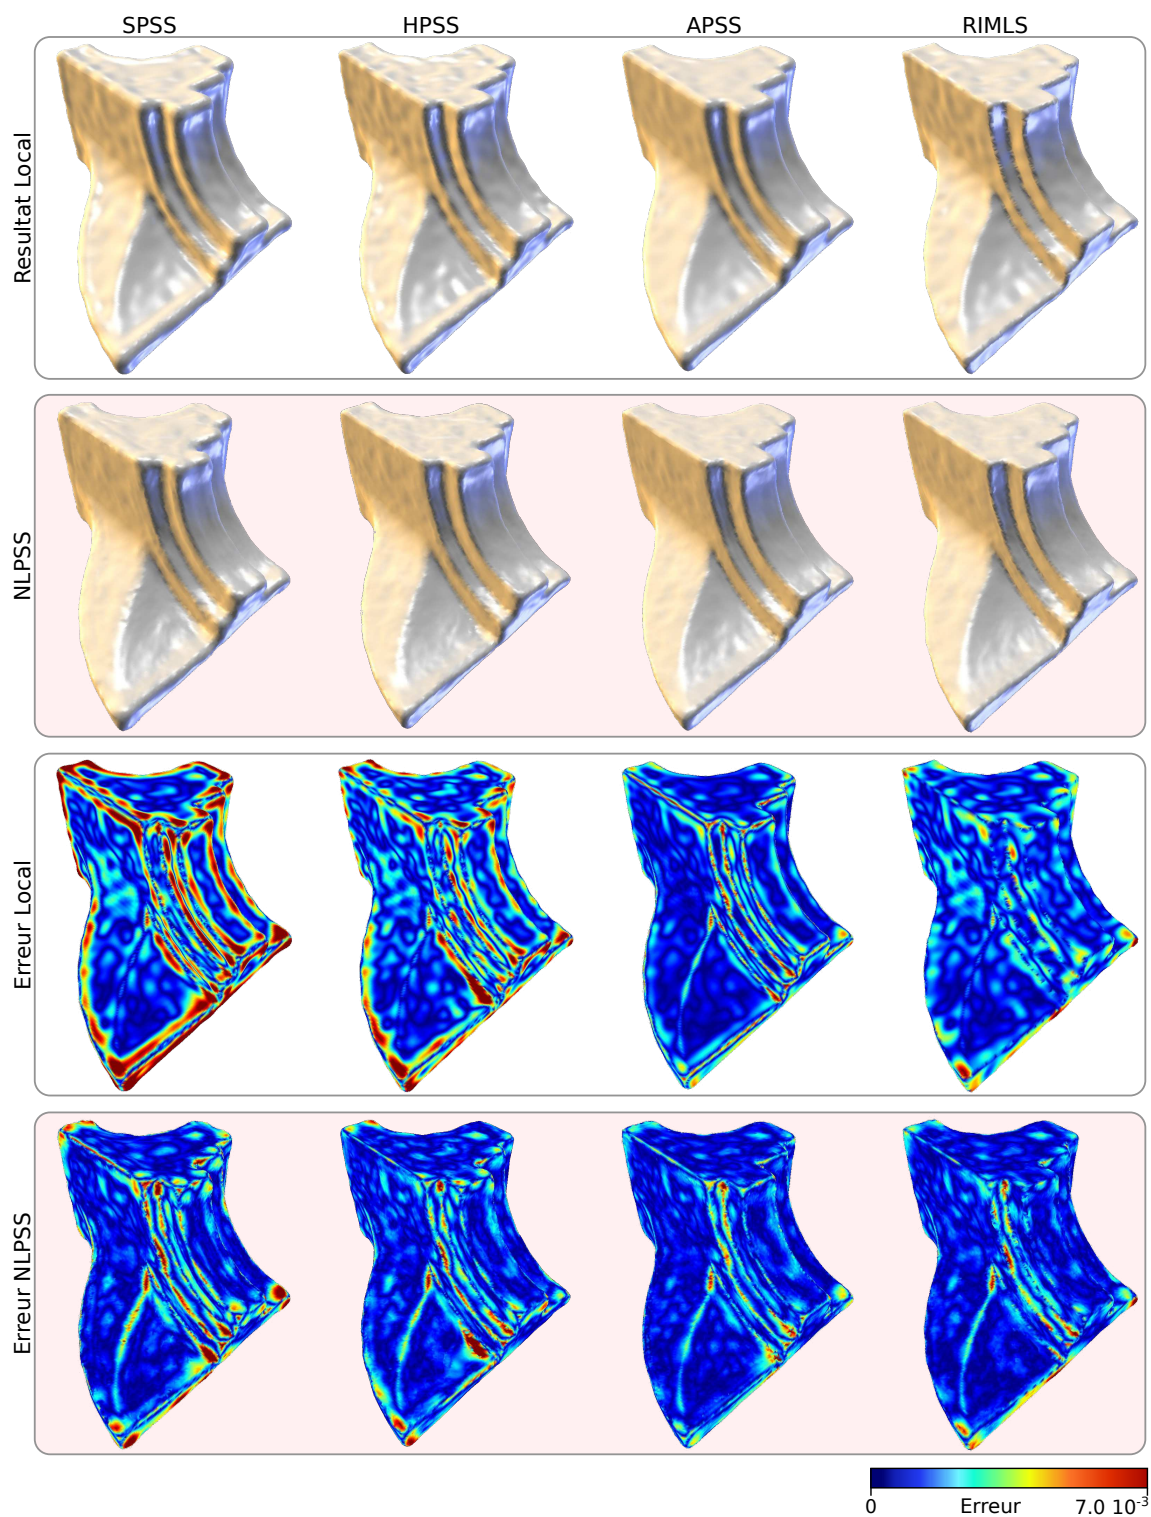 SPSS HPSS APSS RIMLS
Resultat Local
NLPSS
Erreur Local
Erreur NLPSS
0 Erreur 7.0 10⁻³